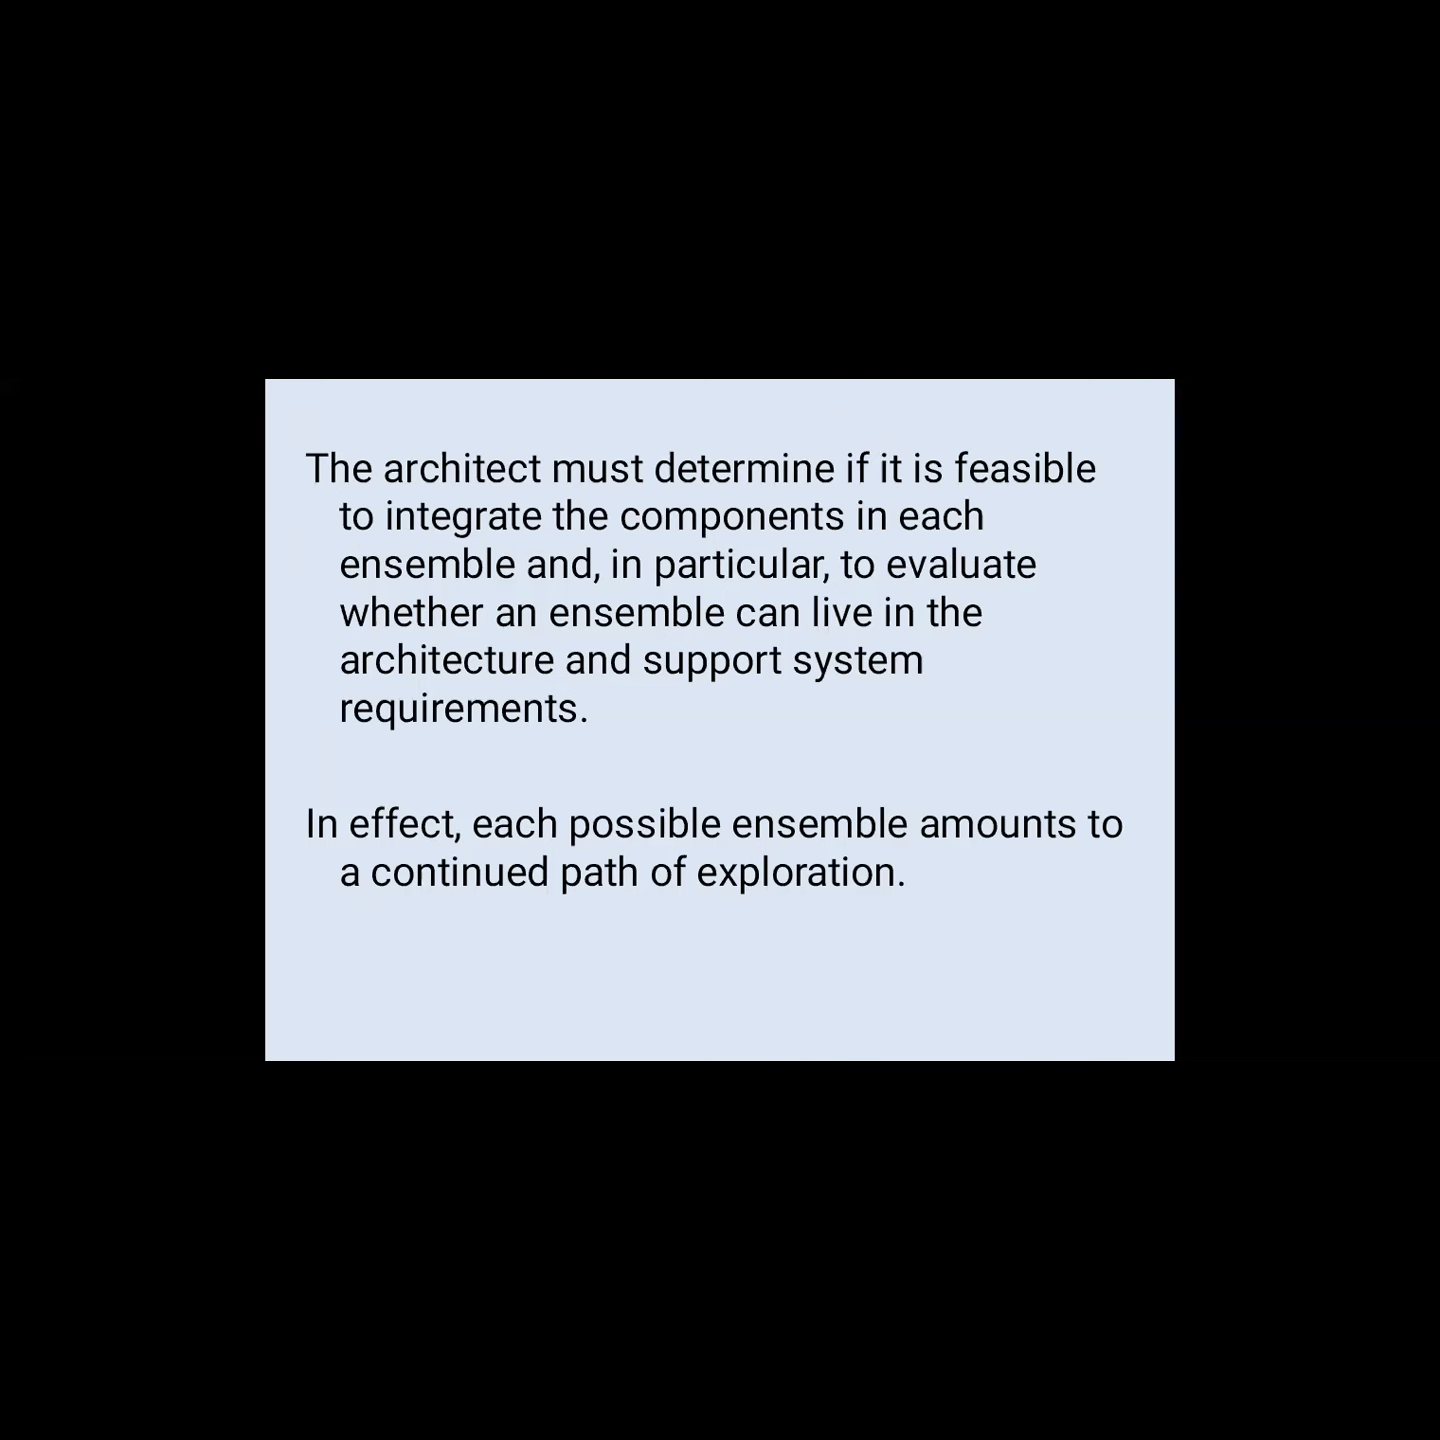 The architect must determine if it is feasible
to integrate the components in each
ensemble and, in particular, to evaluate
whether an ensemble can live in the
architecture and support system
requirements.
In effect, each possible ensemble amounts to
a continued path of exploration.